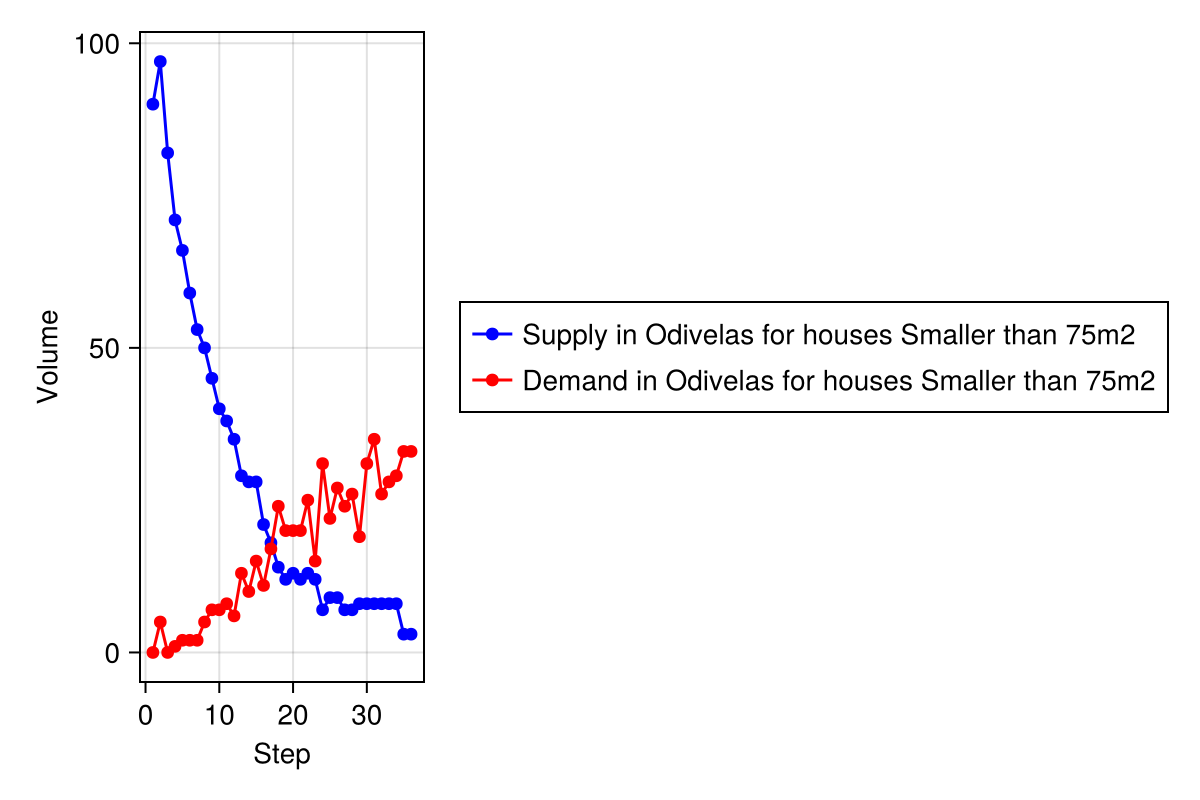 100
50
0
Volume
0 10 20 30
Step
Supply in Odivelas for houses Smaller than 75m2
Demand in Odivelas for houses Smaller than 75m2